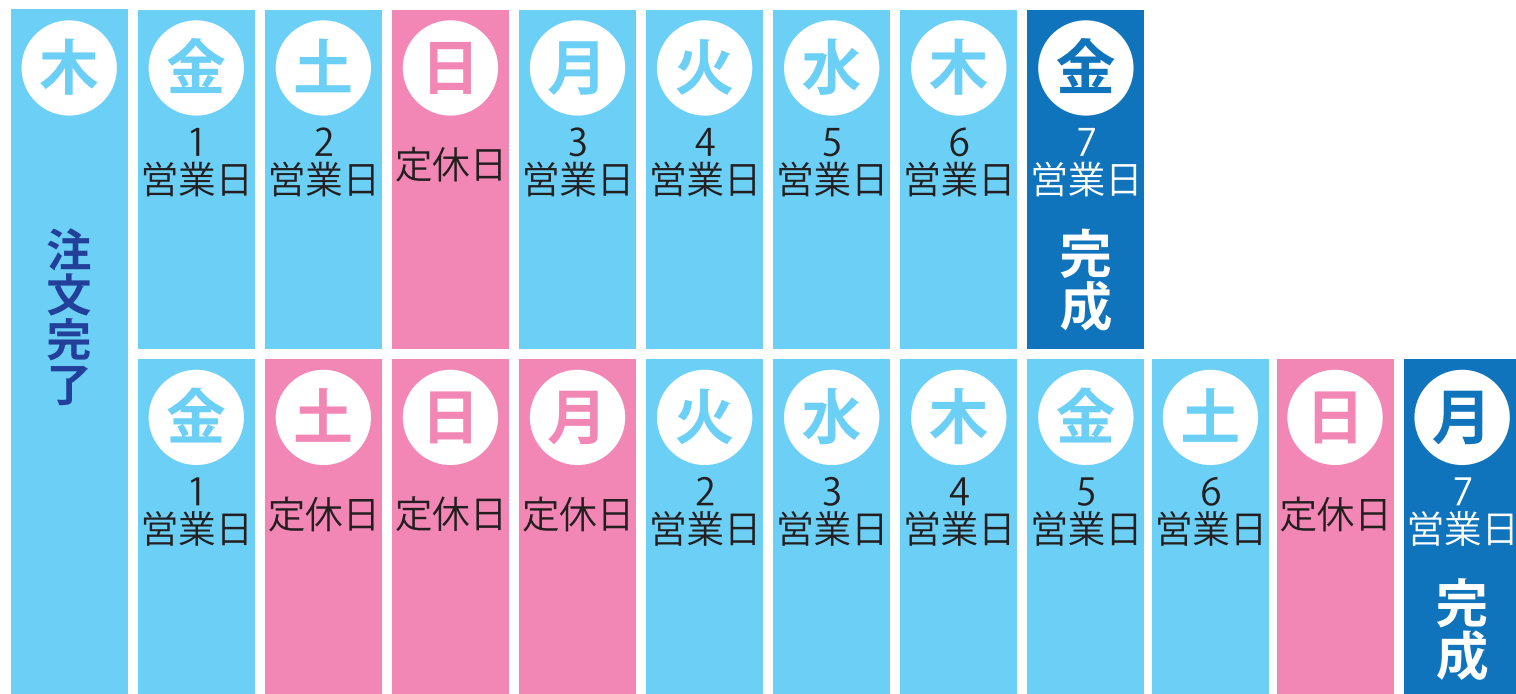 木
注文完了
金
1
営業日
土
2
営業日
日
定休日
月
3
営業日
火
4
営業日
水
5
営業日
木
6
営業日
金
7
営業日
完成
金
1
営業日
土
定休日
日
定休日
月
定休日
火
2
営業日
水
3
営業日
木
4
営業日
金
5
営業日
土
6
営業日
日
定休日
月
7
営業日
完成